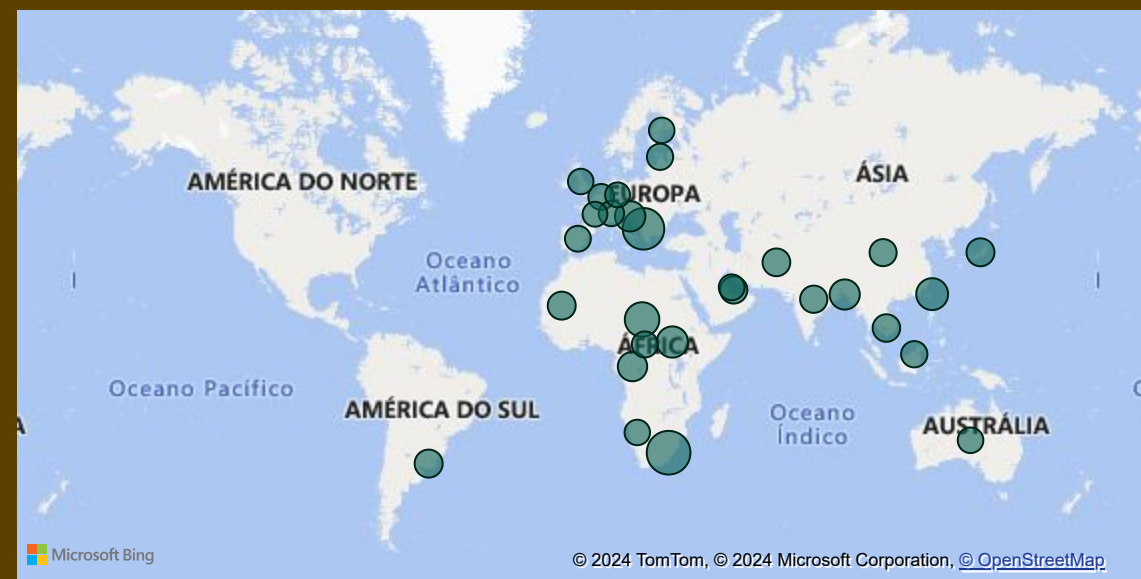 AMÉRICA DO NORTE
EUROPA
ÁSIA
Oceano
Atlântico
ÁFRICA
Oceano Pacífico
AMÉRICA DO SUL
Oceano
Índico
AUSTRÁLIA
Microsoft Bing
© 2024 TomTom, © 2024 Microsoft Corporation, © OpenStreetMap